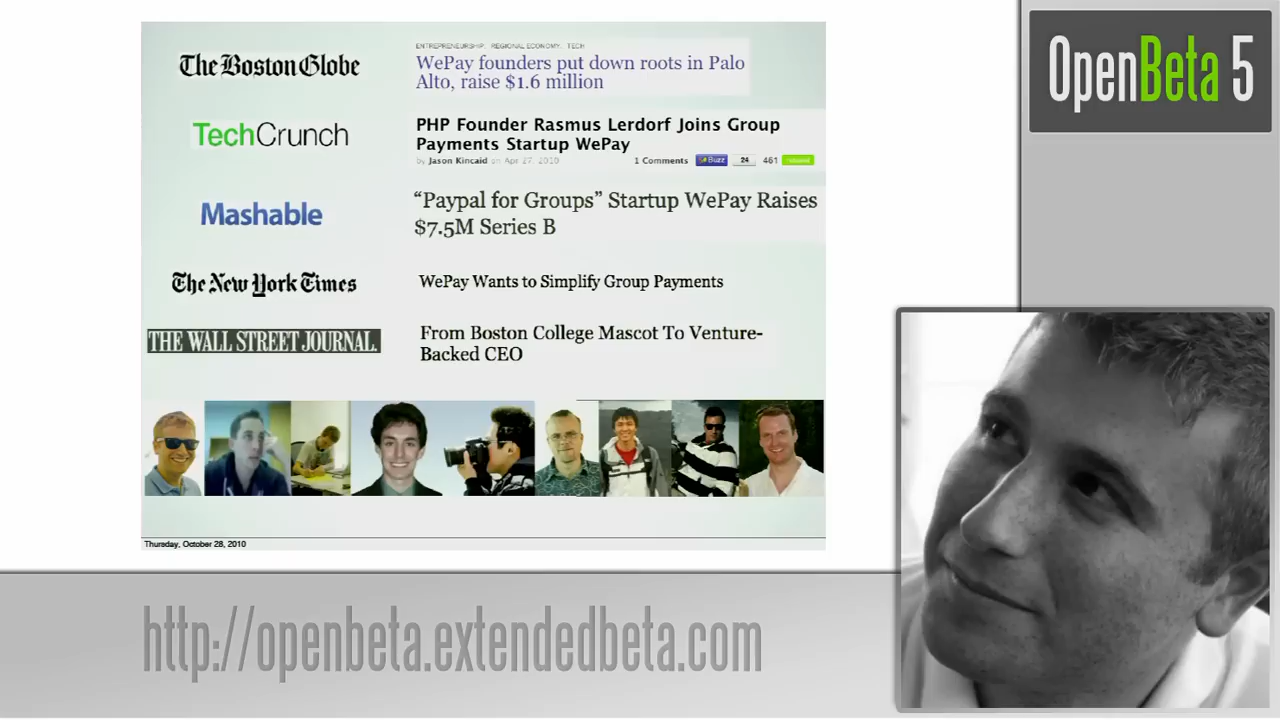 The Boston Globe
ENTREPRENEURSHIP, REGIONAL ECONOMY, TECH
WePay founders put down roots in Palo
Alto, raise $1.6 million
TechCrunch
PHP Founder Rasmus Lerdorf Joins Group
Payments Startup WePay
by Jason Kincaid on Apr 27, 2010
1 Comments Buzz 24 461 retweet
Mashable
“Paypal for Groups” Startup WePay Raises
$7.5M Series B
The New York Times
WePay Wants to Simplify Group Payments
THE WALL STREET JOURNAL.
From Boston College Mascot To Venture-
Backed CEO
Thursday, October 28, 2010
OpenBeta 5
http://openbeta.extendedbeta.com